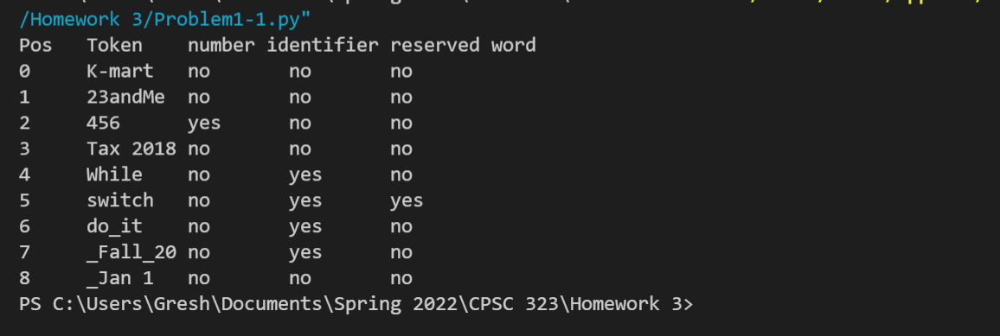 /Homework 3/Problem1-1.py"
Pos Token number identifier reserved word
0 K-mart no no no
1 23andMe no no no
2 456 yes no no
3 Tax 2018 no no no
4 While no yes no
5 switch no yes yes
6 do_it no yes no
7 _Fall_20 no yes no
8 _Jan 1 no no no
PS C:\Users\Gresh\Documents\Spring 2022\CPSC 323\Homework 3>